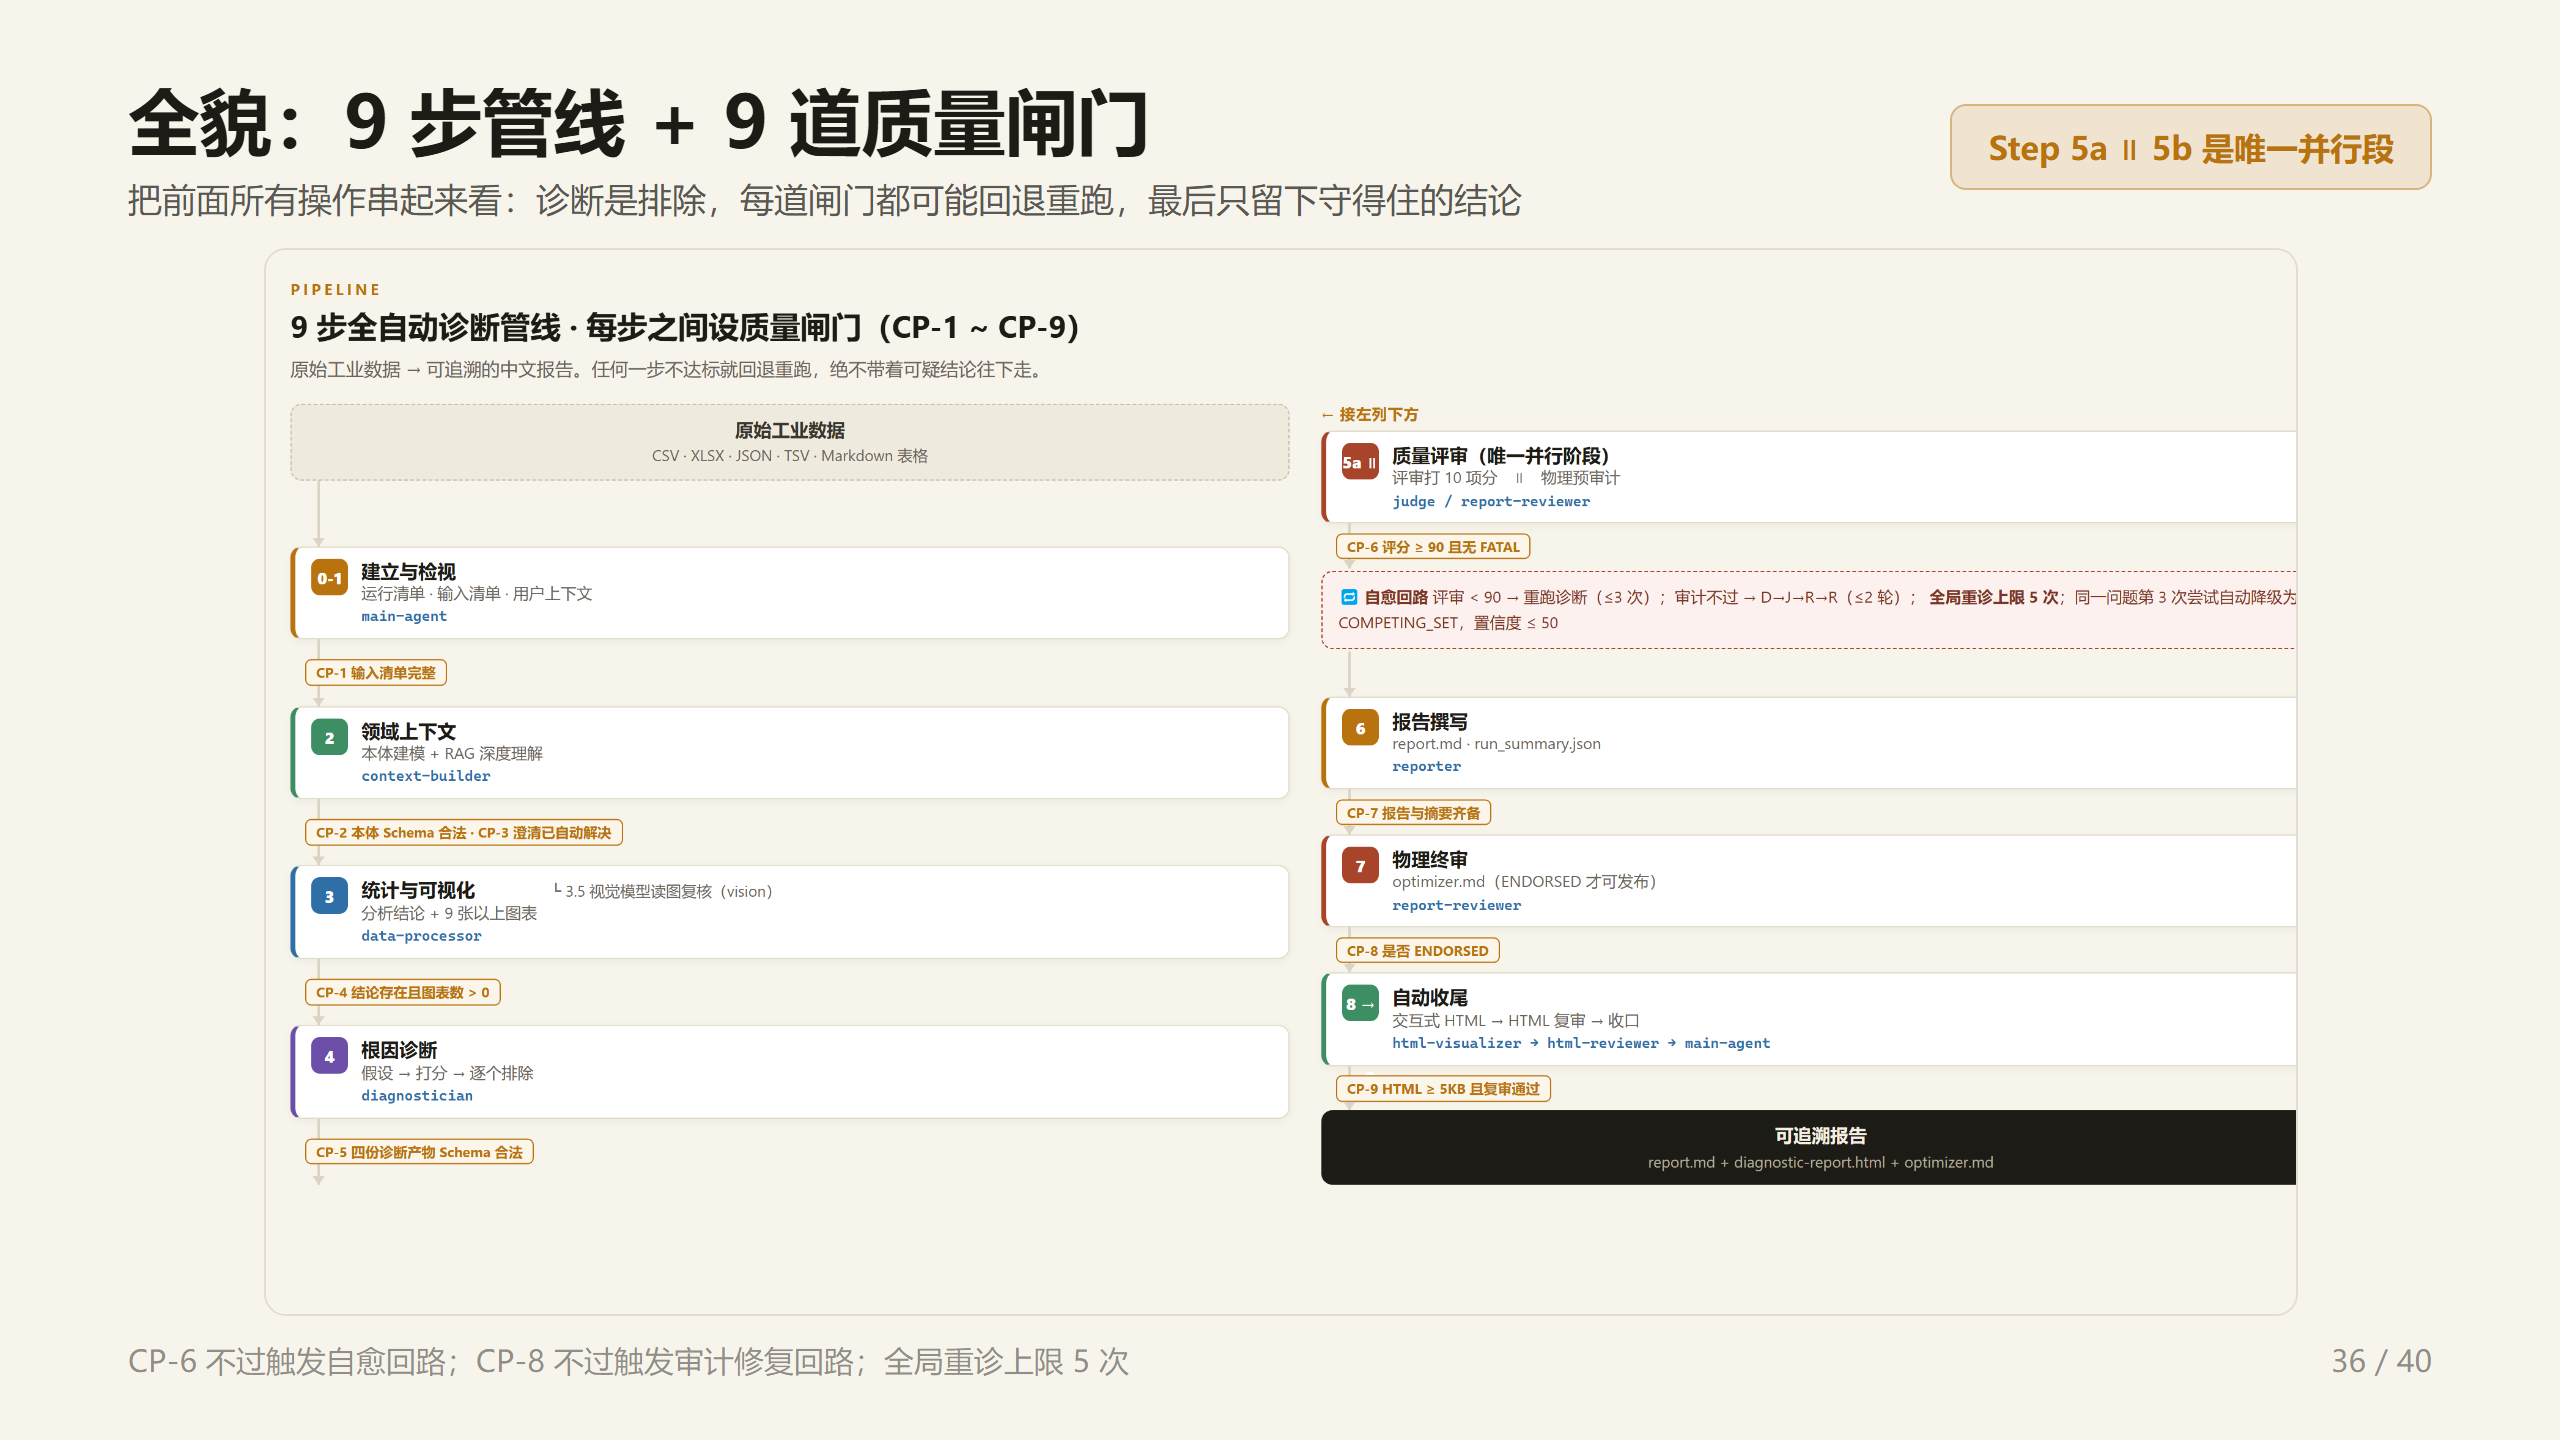 全貌：9 步管线 + 9 道质量闸门
Step 5a || 5b 是唯一并行段
把前面所有操作串起来看：诊断是排除，每道闸门都可能回退重跑，最后只留下守得住的结论
PIPELINE
9 步全自动诊断管线 · 每步之间设质量闸门（CP-1 ~ CP-9）
原始工业数据 → 可追溯的中文报告。任何一步不达标就回退重跑，绝不带着可疑结论往下走。
原始工业数据
CSV · XLSX · JSON · TSV · Markdown 表格
0-1
建立与检视
运行清单 · 输入清单 · 用户上下文
main-agent
CP-1 输入清单完整
2
领域上下文
本体建模 + RAG 深度理解
context-builder
CP-2 本体 Schema 合法 · CP-3 澄清已自动解决
3
统计与可视化
└ 3.5 视觉模型读图复核（vision）
分析结论 + 9 张以上图表
data-processor
CP-4 结论存在且图表数 > 0
4
根因诊断
假设 → 打分 → 逐个排除
diagnostician
CP-5 四份诊断产物 Schema 合法
← 接左列下方
5a ||
质量评审（唯一并行阶段）
评审打 10 项分 || 物理预审计
judge / report-reviewer
CP-6 评分 ≥ 90 且无 FATAL
🔁 自愈回路 评审 < 90 → 重跑诊断（≤3 次）；审计不过 → D→J→R→R（≤2 轮）；全局重诊上限 5 次；同一问题第 3 次尝试自动降级为
COMPETING_SET，置信度 ≤ 50
6
报告撰写
report.md · run_summary.json
reporter
CP-7 报告与摘要齐备
7
物理终审
optimizer.md（ENDORSED 才可发布）
report-reviewer
CP-8 是否 ENDORSED
8 →
自动收尾
交互式 HTML → HTML 复审 → 收口
html-visualizer → html-reviewer → main-agent
CP-9 HTML ≥ 5KB 且复审通过
可追溯报告
report.md + diagnostic-report.html + optimizer.md
CP-6 不过触发自愈回路；CP-8 不过触发审计修复回路；全局重诊上限 5 次
36 / 40